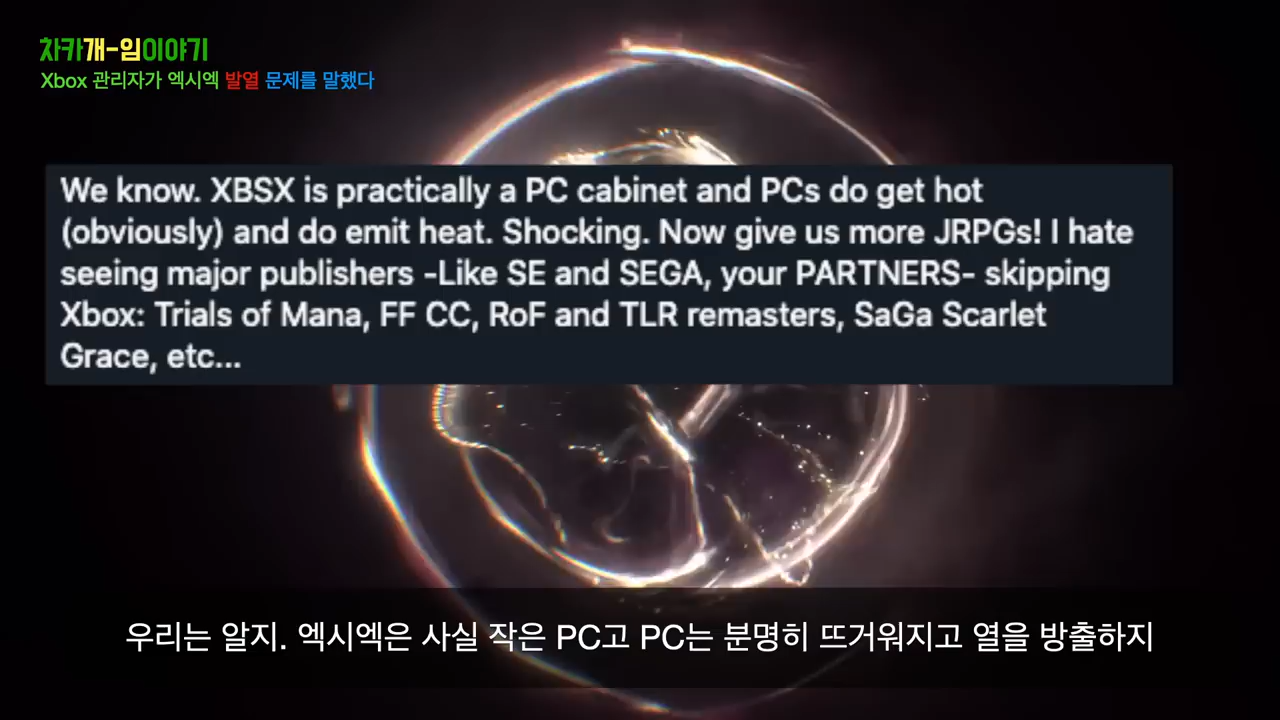 차카개-임이야기
Xbox 관리자가 엑시엑 발열 문제를 말했다
We know. XBSX is practically a PC cabinet and PCs do get hot
(obviously) and do emit heat. Shocking. Now give us more JRPGs! I hate
seeing major publishers -Like SE and SEGA, your PARTNERS- skipping
Xbox: Trials of Mana, FF CC, RoF and TLR remasters, SaGa Scarlet
Grace, etc...
우리는 알지. 엑시엑은 사실 작은 PC고 PC는 분명히 뜨거워지고 열을 방출하지